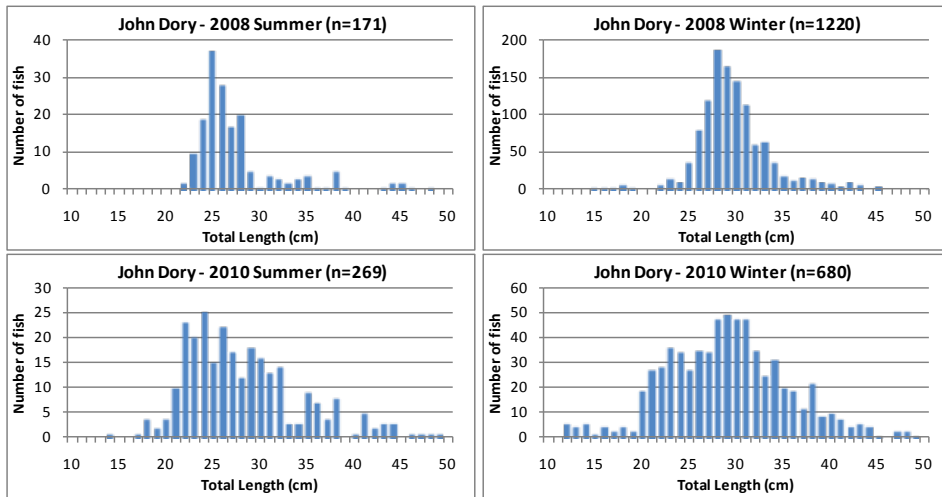 John Dory - 2008 Summer (n=171)
Number of fish
40
30
20
10
0
10 15 20 25 30 35 40 45 50
Total Length (cm)
John Dory - 2008 Winter (n=1220)
Number of fish
200
150
100
50
0
10 15 20 25 30 35 40 45 50
Total Length (cm)
John Dory - 2010 Summer (n=269)
Number of fish
30
25
20
15
10
5
0
10 15 20 25 30 35 40 45 50
Total Length (cm)
John Dory - 2010 Winter (n=680)
Number of fish
60
50
40
30
20
10
0
10 15 20 25 30 35 40 45 50
Total Length (cm)